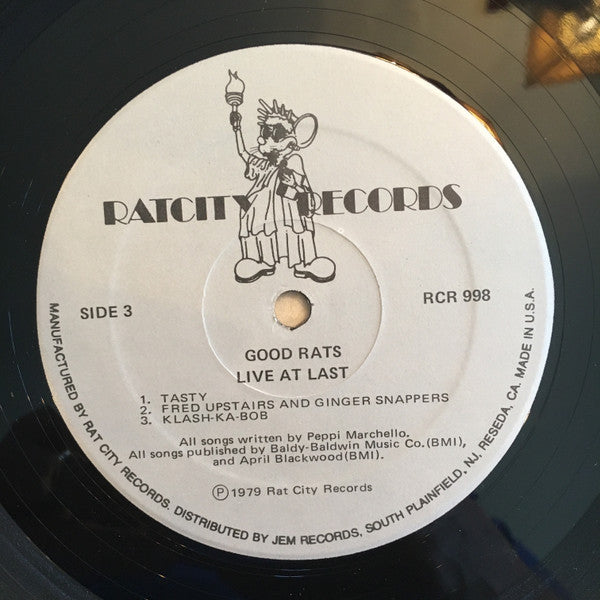 RATCITY RECORDS
SIDE 3
RCR 998
GOOD RATS
LIVE AT LAST
1. TASTY
2. FRED UPSTAIRS AND GINGER SNAPPERS
3. KLASH-KA-BOB
All songs written by Peppi Marchello.
All songs published by Baldy-Baldwin Music Co.(BMI),
and April Blackwood(BMI).
Ⓟ1979 Rat City Records
MANUFACTURED BY RAT CITY RECORDS. DISTRIBUTED BY JEM RECORDS, SOUTH PLAINFIELD, NJ, RESEDA, CA. MADE IN U.S.A.